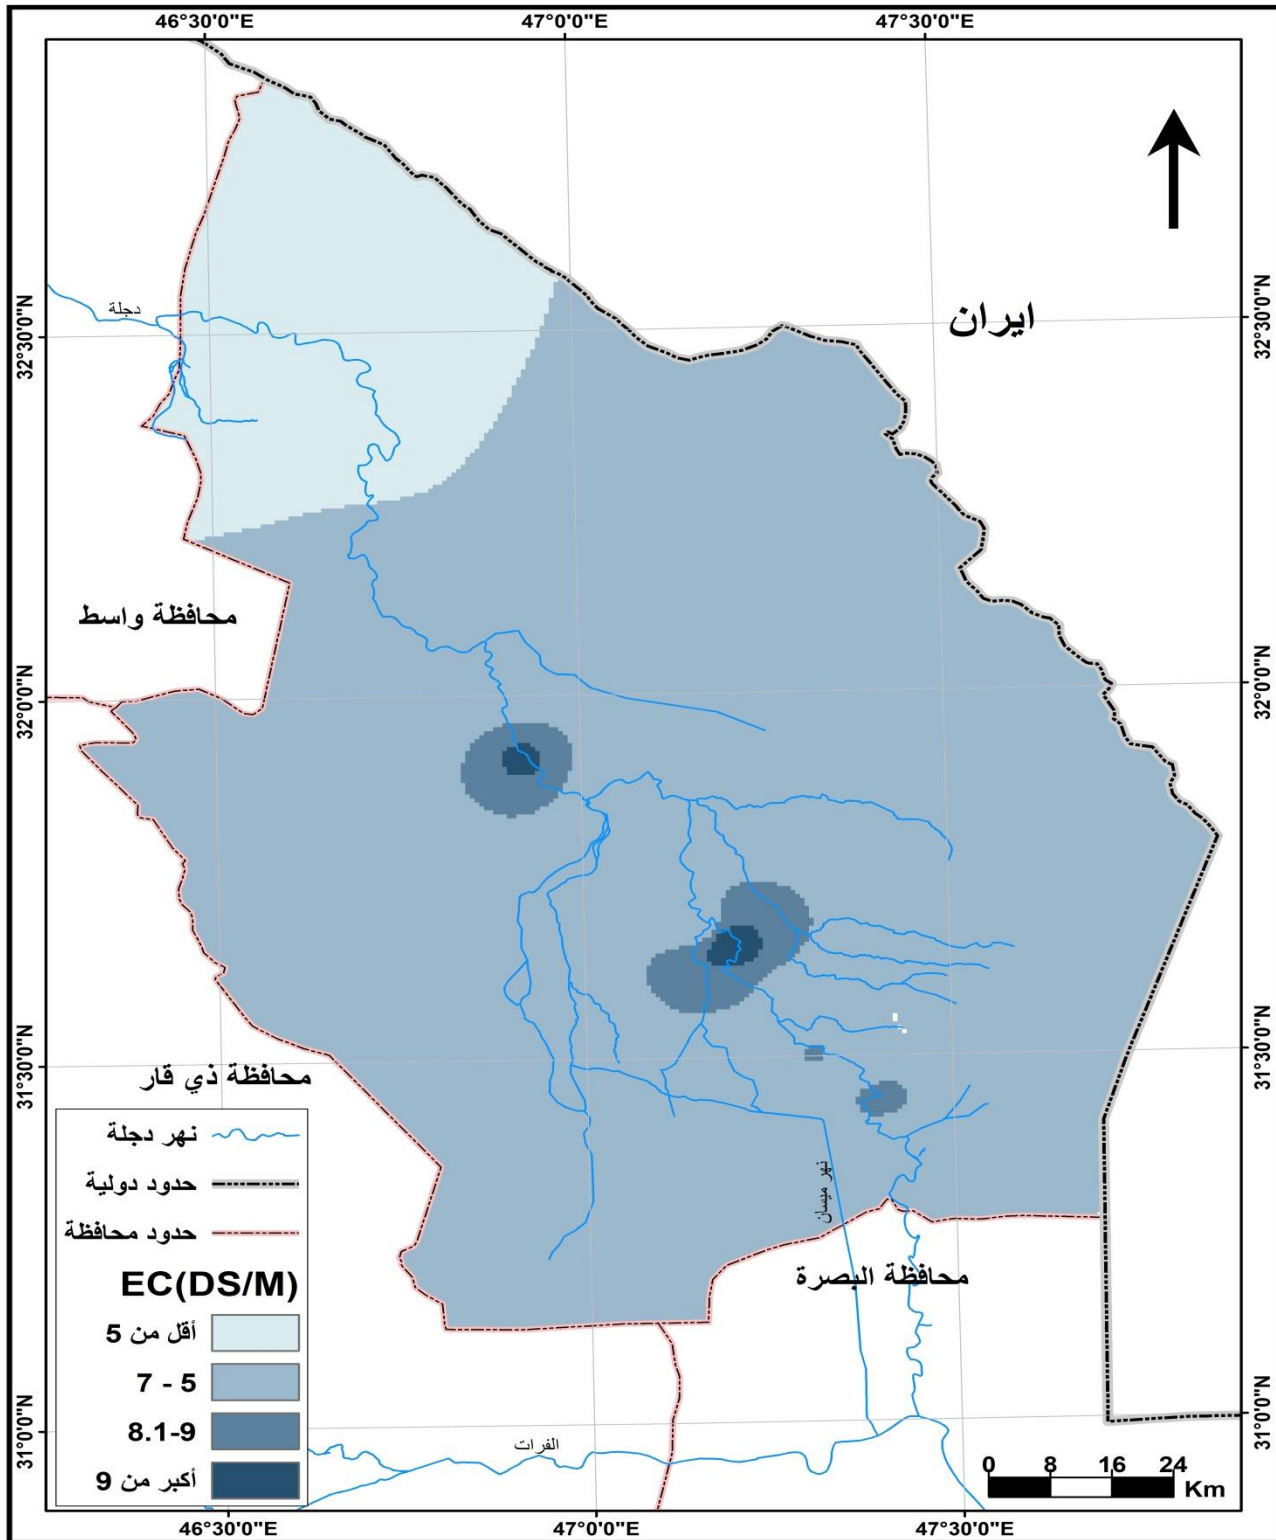 46°30'0"E
47°0'0"E
47°30'0"E
ايران
دجلة
32°30'0"N
32°30'0"N
محافظة واسط
32°0'0"N
32°0'0"N
31°30'0"N
31°30'0"N
محافظة ذي قار
نهر دجلة
حدود دولية
حدود محافظة
EC(DS/M)
أقل من 5
7 - 5
8.1-9
أكبر من 9
نهر ميسان
محافظة البصرة
الفرات
31°0'0"N
31°0'0"N
0 8 16 24
Km
46°30'0"E
47°0'0"E
47°30'0"E